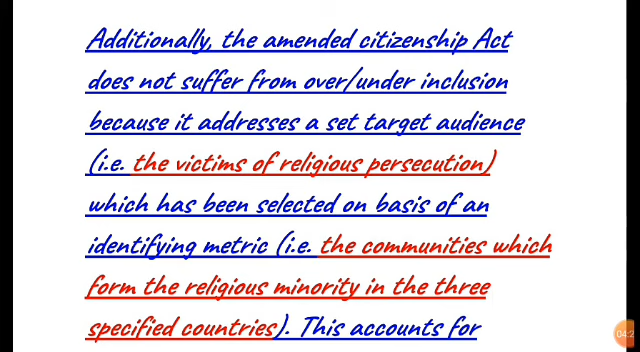 Additionally, the amended citizenship Act
does not suffer from over/under inclusion
because it addresses a set target audience
(i.e. the victims of religious persecution)
which has been selected on basis of an
identifying metric (i.e. the communities which
form the religious minority in the three
specified countries). This accounts for